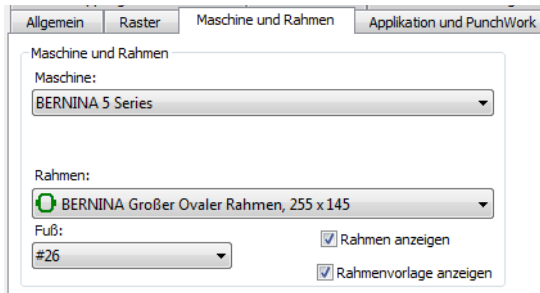 Allgemein Raster Maschine und Rahmen Applikation und PunchWork
Maschine und Rahmen
Maschine:
BERNINA 5 Series
Rahmen:
BERNINA Großer Ovaler Rahmen, 255 x 145
Fuß:
#26
Rahmen anzeigen
Rahmenvorlage anzeigen